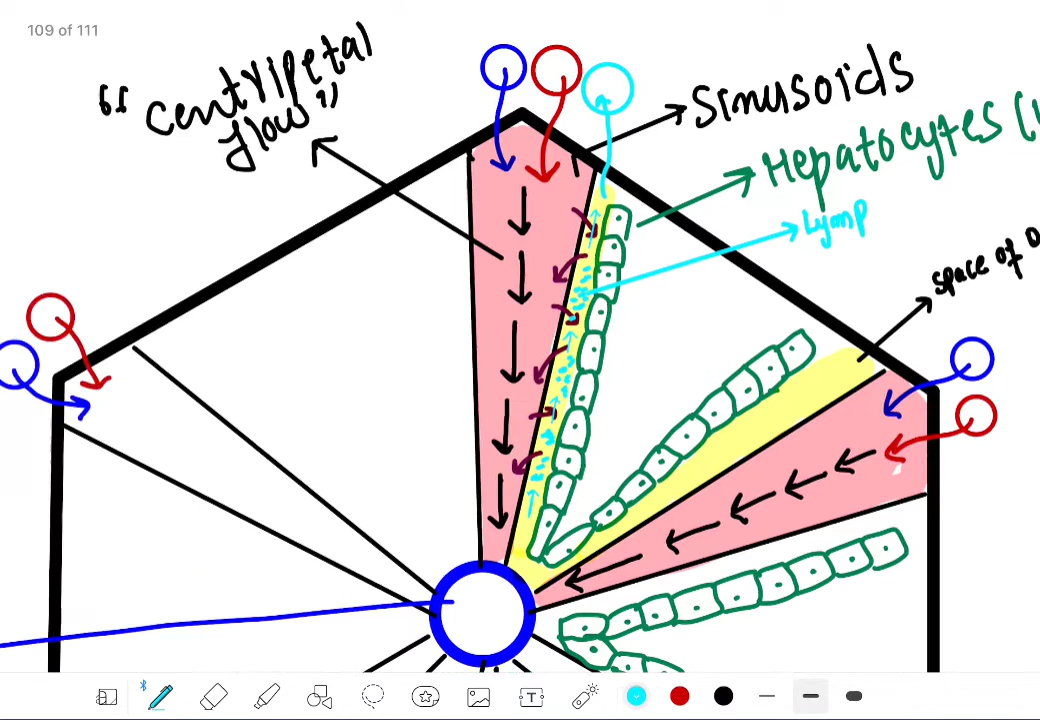 109 of 111
“Centripetal
flow”
Sinusoids
Hepatocytes (
Lymp
space of
T